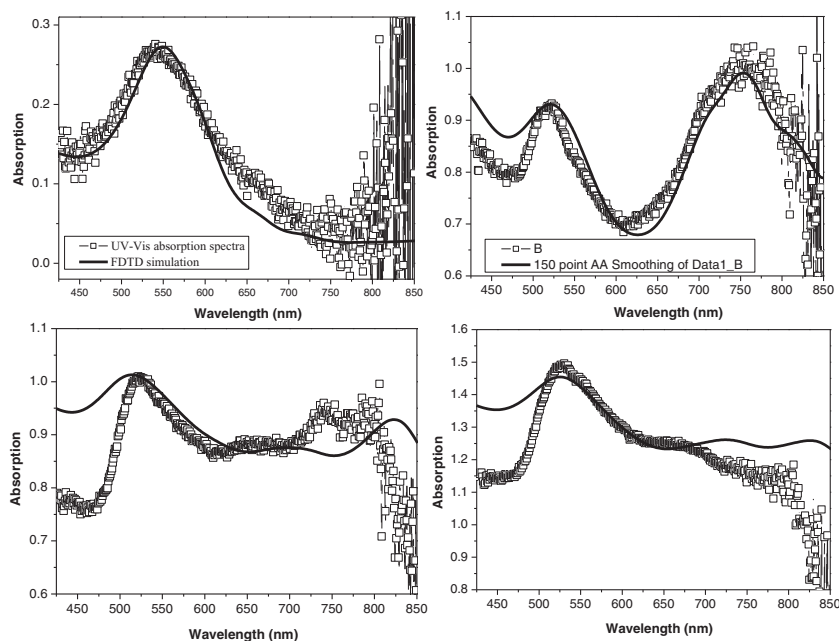 0.3
0.2
0.1
0.0
Absorption
UV-Vis absorption spectra
FDTD simulation
450 500 550 600 650 700 750 800 850
Wavelength (nm)
1.1
1.0
0.9
0.8
0.7
0.6
Absorption
B
150 point AA Smoothing of Data1_B
450 500 550 600 650 700 750 800 850
Wavelength (nm)
1.1
1.0
0.9
0.8
0.7
0.6
Absorption
450 500 550 600 650 700 750 800 850
Wavelength (nm)
1.6
1.5
1.4
1.3
1.2
1.1
1.0
0.9
0.8
Absorption
450 500 550 600 650 700 750 800 850
Wavelength (nm)